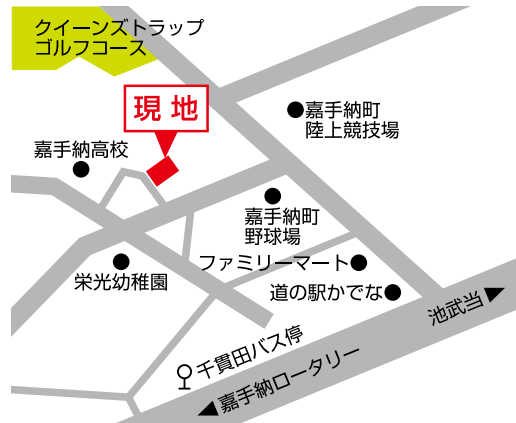 クイーンズトラップ
ゴルフコース
現地
嘉手納町
陸上競技場
嘉手納高校
嘉手納町
野球場
栄光幼稚園
ファミリーマート
道の駅かでな
池武当
千貫田バス停
嘉手納ロータリー